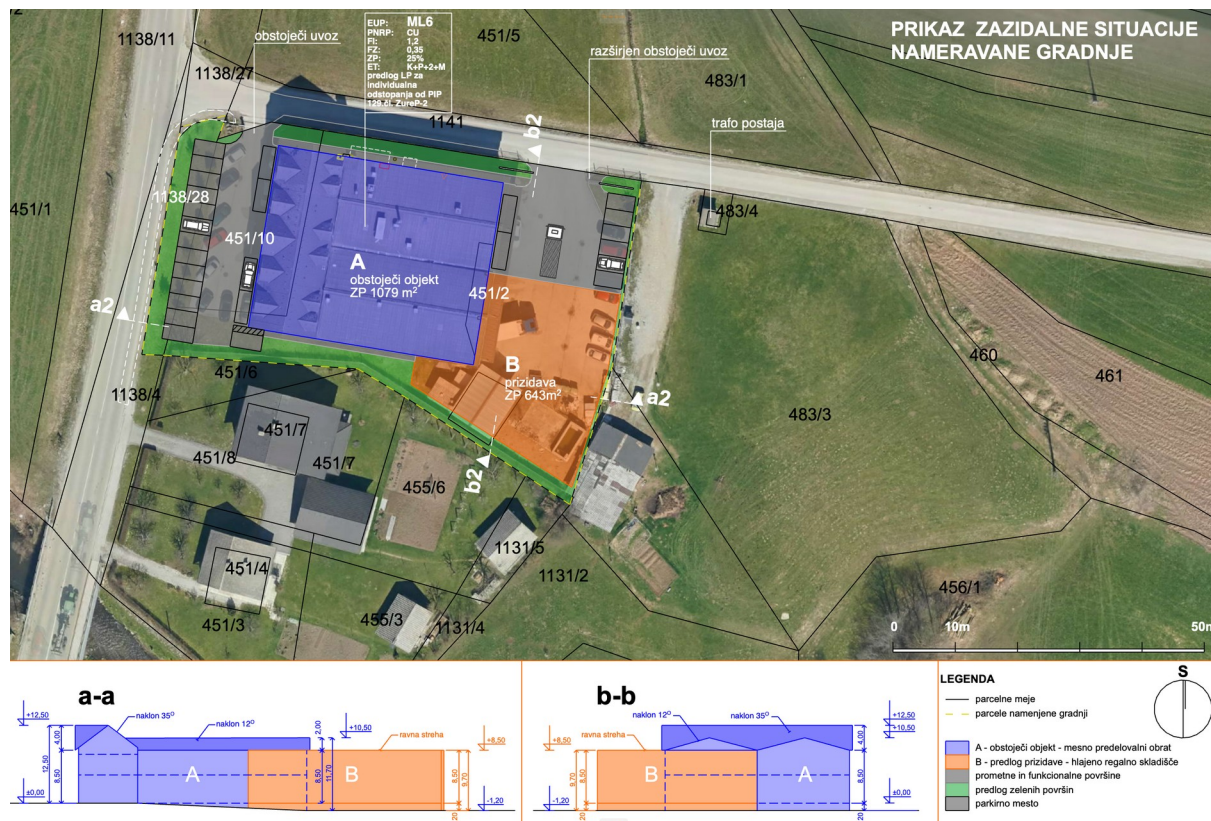 PRIKAZ ZAZIDALNE SITUACIJE
NAMERAVANE GRADNJE
EUP: ML6
PNRP: CU
FI: 1,2
FZ: 0,35
ZP: 25%
ET: K+P+2+M
predlog LP za
individualna
odstopanja od PIP
129.čl. ZureP-2
1138/11
obstoječi uvoz
451/5
razširjen obstoječi uvoz
1138/27
483/1
1141
b2
trafo postaja
1138/28
451/1
483/4
451/10
A
obstoječi objekt
ZP 1079 m²
451/2
a2
460
461
B
prizidava
ZP 643m²
a2
1138/4
451/6
483/3
451/7
451/8
451/7
b2
455/6
1131/5
451/4
1131/2
456/1
451/3
455/3
1131/4
0 10m 50m
a-a
+12,50
naklon 35⁰
naklon 12⁰
+10,50
ravna streha
+8,50
4,00
12,50
8,50
2,00
8,50
11,70
8,50
9,70
A
B
±0,00
-1,20
20
b-b
naklon 12⁰
naklon 35⁰
+12,50
+10,50
ravna streha
+8,50
8,50
9,70
4,00
8,50
B
A
-1,20
±0,00
20
LEGENDA
S
parcelne meje
parcele namenjene gradnji
A - obstoječi objekt - mesno predelovalni obrat
B - predlog prizidave - hlajeno regalno skladišče
prometne in funkcionalne površine
predlog zelenih površin
parkirno mesto